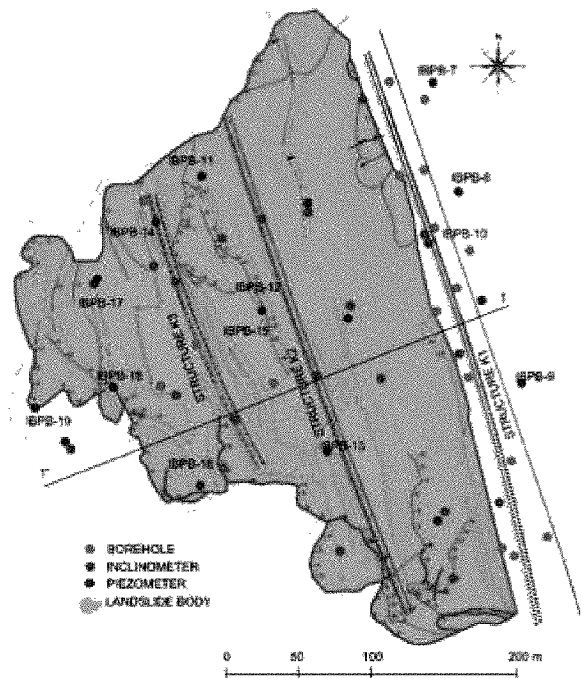 N
IBPB-7
IBPB-11
IBPB-8
IBPB-14
IBPB-10
IBPB-17
IBPB-12
STRUCTURE K3
IBPB-15
STRUCTURE K2
STRUCTURE K1
IBPB-18
IBPB-9
IBPB-19
IBPB-13
IBPB-16
BOREHOLE
INCLINOMETER
PIEZOMETER
LANDSLIDE BODY
0 50 100 200 m